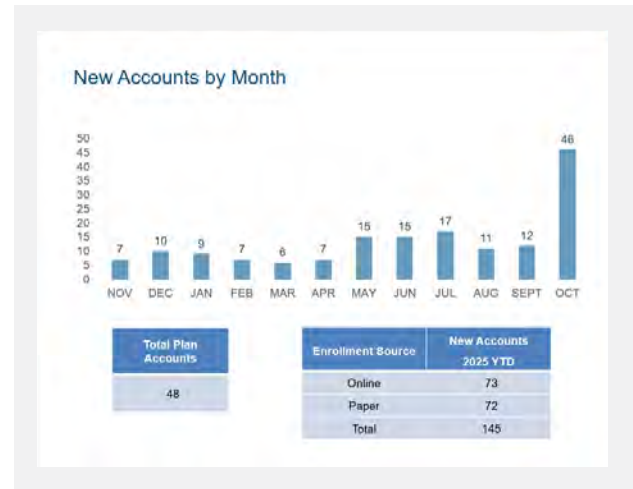 New Accounts by Month
50
45
40
35
30
25
20
15
10
5
0
7
10
9
7
6
7
15
15
17
11
12
46
NOV DEC JAN FEB MAR APR MAY JUN JUL AUG SEPT OCT
Total Plan
Accounts
48
Enrollment Source
New Accounts
2025 YTD
Online 73
Paper 72
Total 145